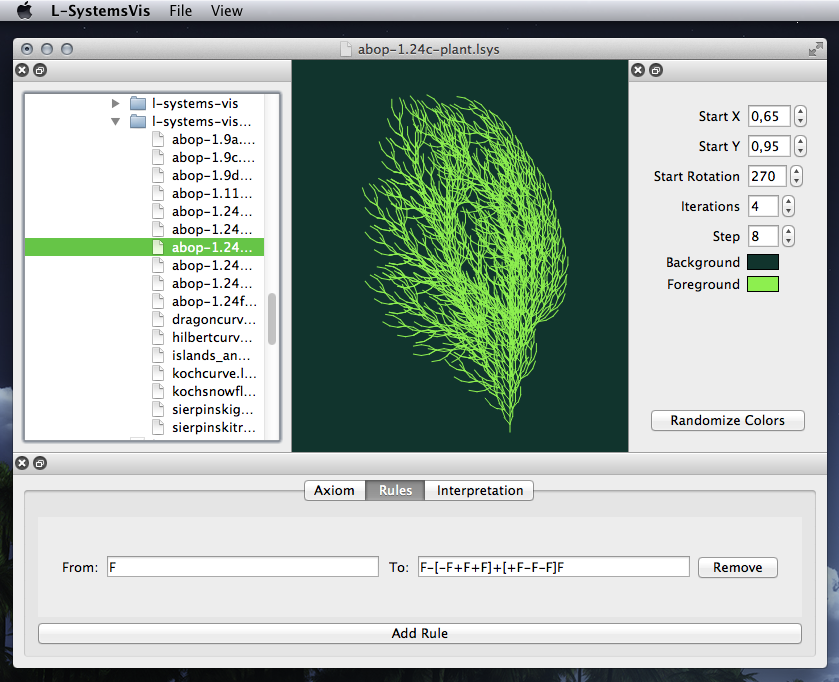 L-SystemsVis File View
abop-1.24c-plant.lsys
l-systems-vis
l-systems-vis...
abop-1.9a....
abop-1.9c....
abop-1.9d...
abop-1.11...
abop-1.24...
abop-1.24...
abop-1.24...
abop-1.24...
abop-1.24...
abop-1.24f...
dragoncurv...
hilbertcurv...
islands_an...
kochcurve.l...
kochsnowfl...
sierpinskig...
sierpinskitr...
Start X 0,65
Start Y 0,95
Start Rotation 270
Iterations 4
Step 8
Background
Foreground
Randomize Colors
Axiom Rules Interpretation
From: F To: F-[-F+F+F]+[+F-F-F]F Remove
Add Rule